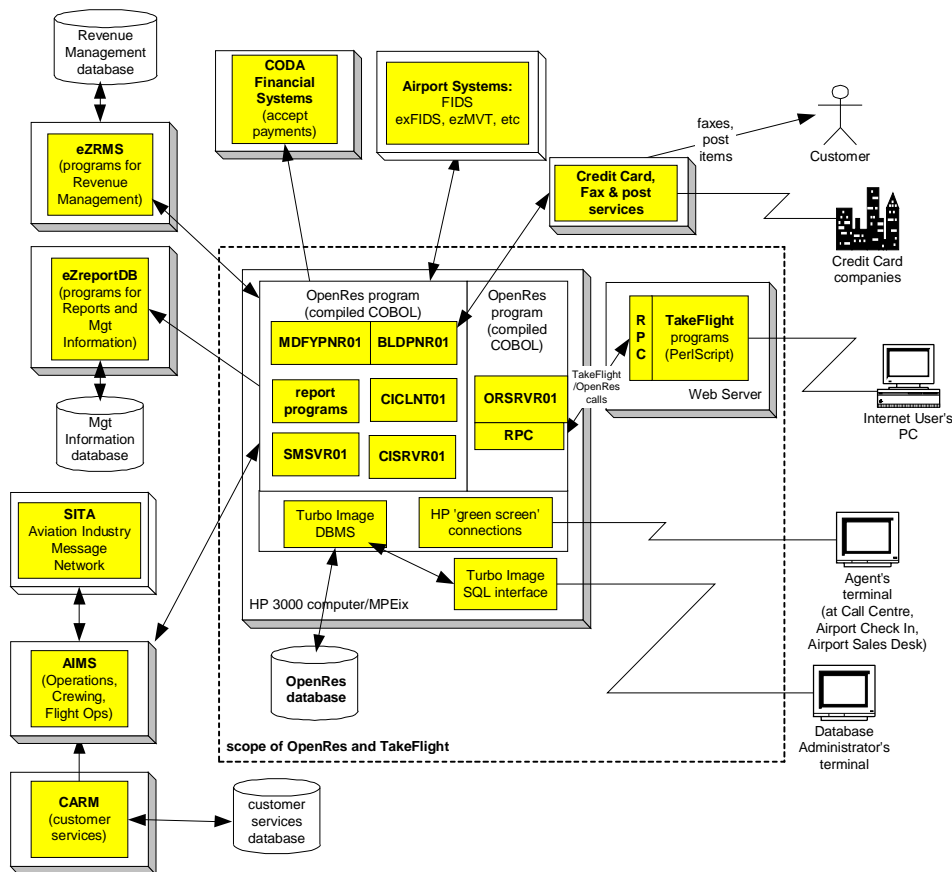 Revenue
Management
database
CODA
Financial
Systems
(accept
payments)
Airport Systems:
FIDS
exFIDS, ezMVT, etc
faxes,
post
items
Customer
eZRMS
(programs for
Revenue
Management)
Credit Card,
Fax & post
services
Credit Card
companies
eZreportDB
(programs for
Reports and
Mgt
Information)
Mgt
Information
database
OpenRes program
(compiled COBOL)
MDFYPNR01
BLDPNR01
report
programs
CICLNT01
SMSVR01
CISRVR01
OpenRes
program
(compiled
COBOL)
ORSRVR01
RPC
TakeFlight
/OpenRes
calls
R
P
C
TakeFlight
programs
(PerlScript)
Web Server
Internet User's
PC
SITA
Aviation Industry
Message
Network
Turbo Image
DBMS
HP 'green screen'
connections
Turbo Image
SQL interface
HP 3000 computer/MPEix
Agent's
terminal
(at Call Centre,
Airport Check In,
Airport Sales Desk)
AIMS
(Operations,
Crewing,
Flight Ops)
OpenRes
database
scope of OpenRes and TakeFlight
Database
Administrator's
terminal
CARM
(customer
services)
customer
services
database